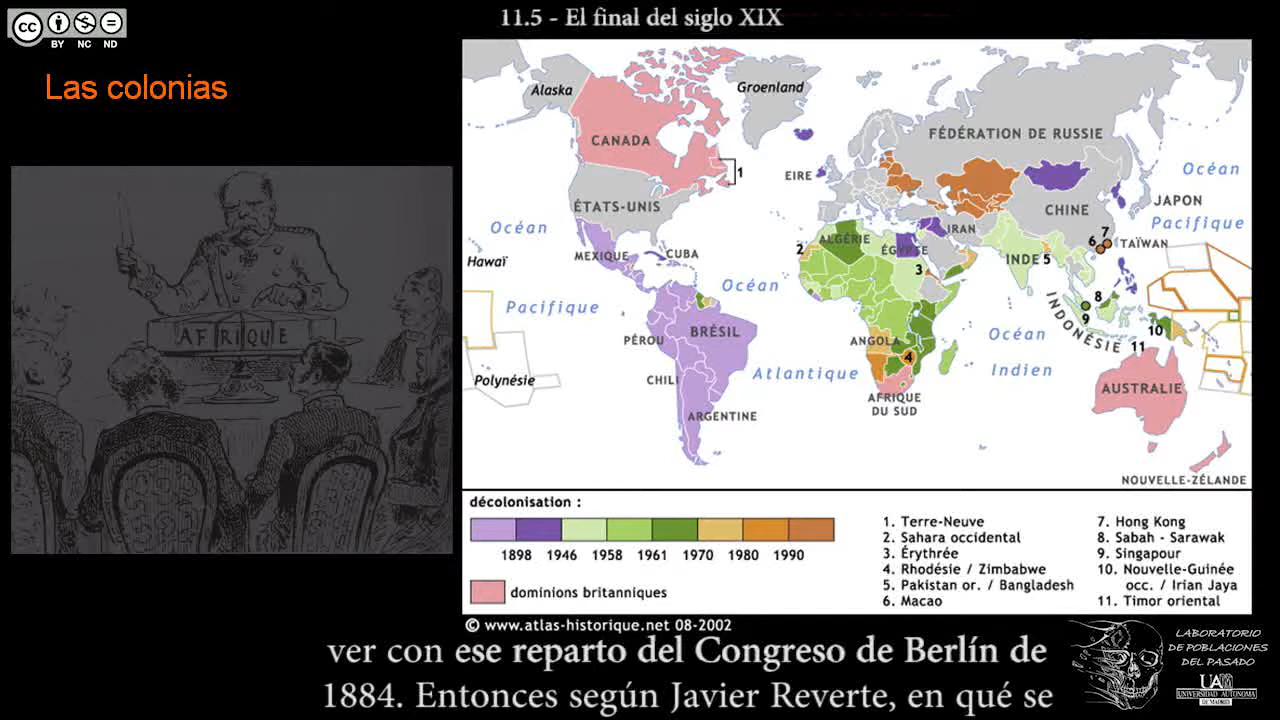 11.5 - El final del siglo XIX
BY NC ND
Las colonias
AFRIQUE
Alaska
Groenland
CANADA
FÉDÉRATION DE RUSSIE
1
EIRE
Océan
ÉTATS-UNIS
CHINE
JAPON
Océan
Pacifique
IRAN
ALGÉRIE
ÉGYPTE
7
6
TAÏWAN
2
Hawaï
MEXIQUE
CUBA
INDE
5
3
Océan
Pacifique
8
9
INDONÉSIE
10
11
BRÉSIL
PÉROU
ANGOLA
Océan
4
Indien
Atlantique
Polynésie
CHILI
AUSTRALIE
AFRIQUE
DU SUD
ARGENTINE
NOUVELLE-ZÉLANDE
décolonisation :
1898 1946 1958 1961 1970 1980 1990
dominions britanniques
1. Terre-Neuve
2. Sahara occidental
3. Érythrée
4. Rhodésie / Zimbabwe
5. Pakistan or. / Bangladesh
6. Macao
7. Hong Kong
8. Sabah - Sarawak
9. Singapour
10. Nouvelle-Guinée
occ. / Irian Jaya
11. Timor oriental
© www.atlas-historique.net 08-2002
ver con ese reparto del Congreso de Berlín de
1884. Entonces según Javier Reverte, en qué se
LABORATORIO
DE POBLACIONES
DEL PASADO
UA
UNIVERSIDAD AUTONOMA
DE MADRID